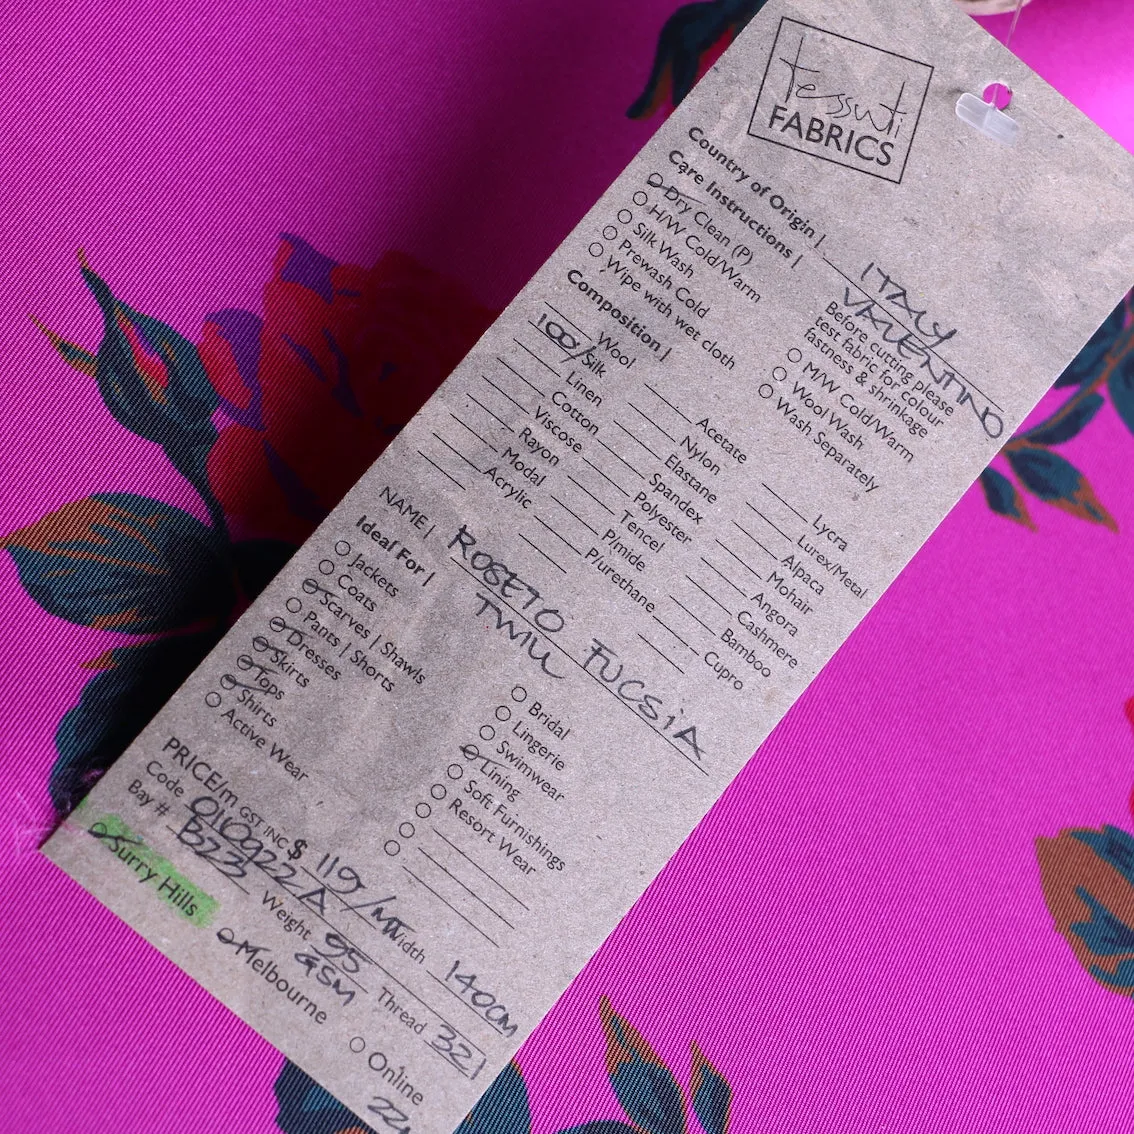 tessuti
FABRICS
Country of Origin | ITALY
VALENTINO
Care Instructions |
Dry Clean (P)
H/W Cold/Warm
Silk Wash
Prewash Cold
Wipe with wet cloth
Before cutting please
test fabric for colour
fastness & shrinkage
M/W Cold/Warm
Wool Wash
Wash Separately
Composition |
Wool
100/ Silk
Linen
Cotton
Viscose
Rayon
Modal
Acrylic
Acetate
Nylon
Elastane
Spandex
Polyester
Tencel
P/mide
P/urethane
Lycra
Lurex/Metal
Alpaca
Mohair
Angora
Cashmere
Bamboo
Cupro
NAME | ROSETO FUCSIA
TWILL
Ideal For |
Jackets
Coats
Scarves | Shawls
Pants | Shorts
Dresses
Skirts
Tops
Shirts
Active Wear
Bridal
Lingerie
Swimwear
Lining
Soft Furnishings
Resort Wear
PRICE/m GST INC $ 119/MT
Code 010922A Width 140CM
Bay # B233 Weight 95 GSM Thread 321
Surry Hills
Melbourne
Online